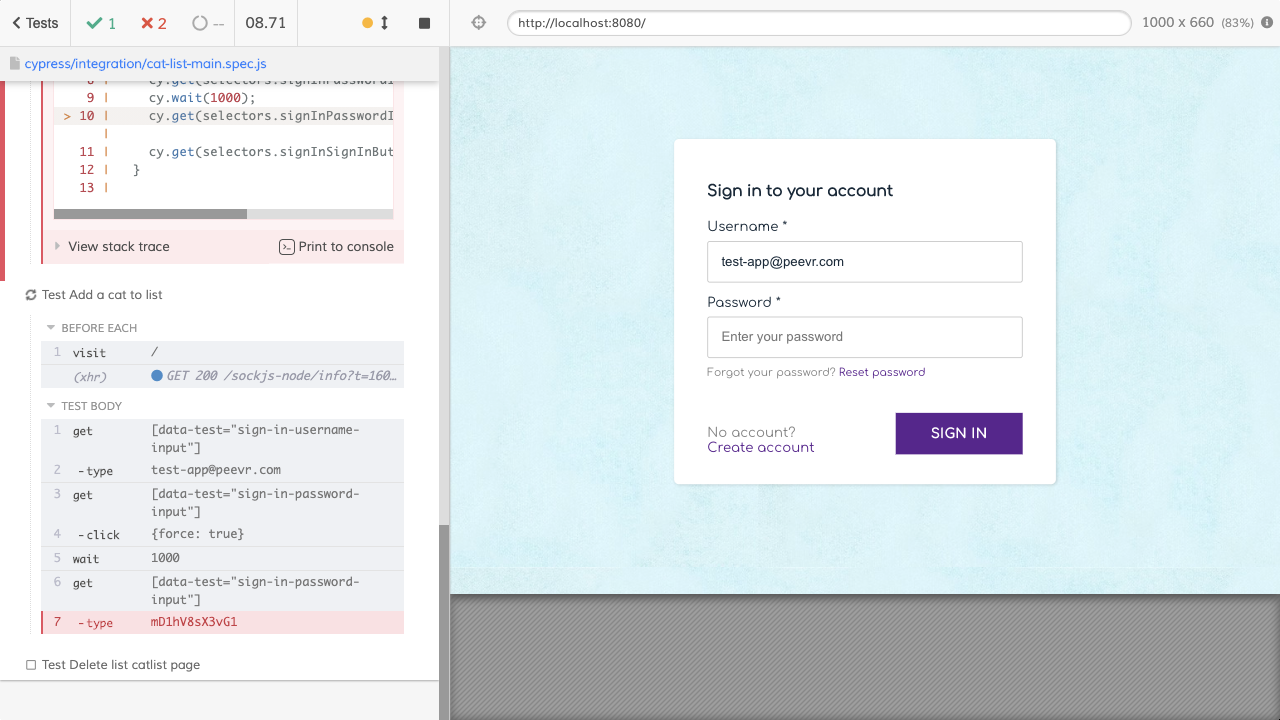 Tests
1
2
--
08.71
http://localhost:8080/
1000 x 660 (83%)
cypress/integration/cat-list-main.spec.js
9 | cy.wait(1000);
> 10 | cy.get(selectors.signInPasswordI
|
11 | cy.get(selectors.signInSignInBut
12 | }
13 |
View stack trace
Print to console
Test Add a cat to list
BEFORE EACH
1 visit /
(xhr) GET 200 /sockjs-node/info?t=160…
TEST BODY
1 get [data-test="sign-in-username-
input"]
2 -type test-app@peevr.com
3 get [data-test="sign-in-password-
input"]
4 -click {force: true}
5 wait 1000
6 get [data-test="sign-in-password-
input"]
7 -type mD1hV8sX3vG1
Test Delete list catlist page
Sign in to your account
Username *
test-app@peevr.com
Password *
Enter your password
Forgot your password? Reset password
No account?
Create account
SIGN IN